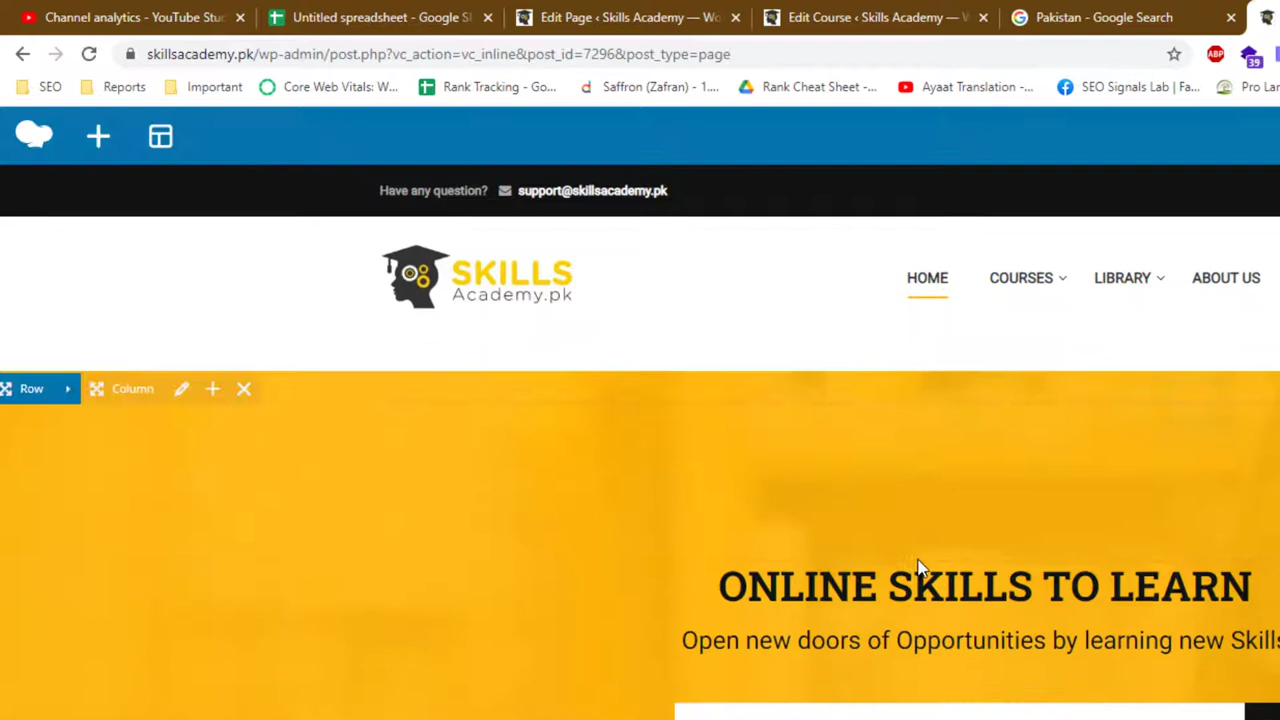 Channel analytics - YouTube Stu
Untitled spreadsheet - Google S
Edit Page ‹ Skills Academy — Wo
Edit Course ‹ Skills Academy — W
Pakistan - Google Search
skillsacademy.pk/wp-admin/post.php?vc_action=vc_inline&post_id=7296&post_type=page
ABP
39
SEO
Reports
Important
Core Web Vitals: W...
Rank Tracking - Go...
Saffron (Zafran) - 1....
Rank Cheat Sheet -...
Ayaat Translation -...
SEO Signals Lab | Fa...
Pro Lan
Have any question?
support@skillsacademy.pk
SKILLS
Academy.pk
HOME
COURSES
LIBRARY
ABOUT US
Row
Column
ONLINE SKILLS TO LEARN
Open new doors of Opportunities by learning new Skills